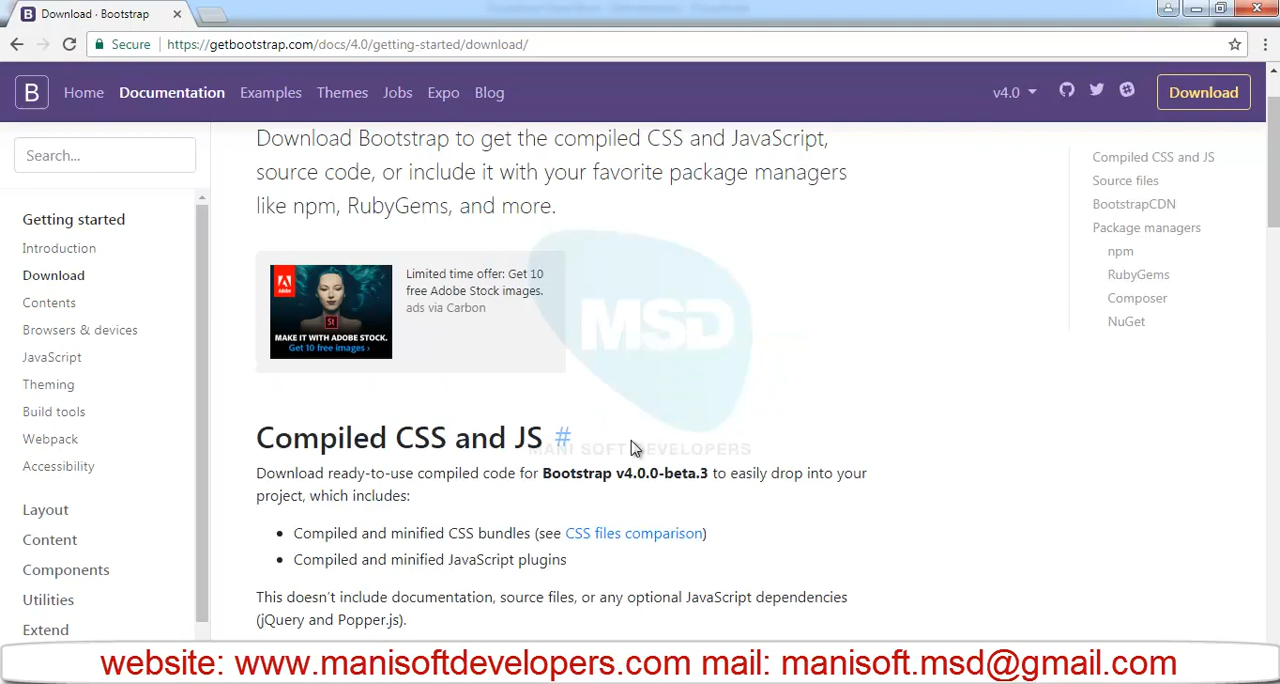 Download · Bootstrap
Secure https://getbootstrap.com/docs/4.0/getting-started/download/
B Home Documentation Examples Themes Jobs Expo Blog v4.0 Download
Search...
Getting started
Introduction
Download
Contents
Browsers & devices
JavaScript
Theming
Build tools
Webpack
Accessibility
Layout
Content
Components
Utilities
Extend
Download Bootstrap to get the compiled CSS and JavaScript,
source code, or include it with your favorite package managers
like npm, RubyGems, and more.
Adobe
St
MAKE IT WITH ADOBE STOCK.
Get 10 free images ›
Limited time offer: Get 10
free Adobe Stock images.
ads via Carbon
MSD
MANI SOFT DEVELOPERS
Compiled CSS and JS #
Download ready-to-use compiled code for Bootstrap v4.0.0-beta.3 to easily drop into your
project, which includes:
• Compiled and minified CSS bundles (see CSS files comparison)
• Compiled and minified JavaScript plugins
This doesn't include documentation, source files, or any optional JavaScript dependencies
(jQuery and Popper.js).
Compiled CSS and JS
Source files
BootstrapCDN
Package managers
npm
RubyGems
Composer
NuGet
website: www.manisoftdevelopers.com mail: manisoft.msd@gmail.com